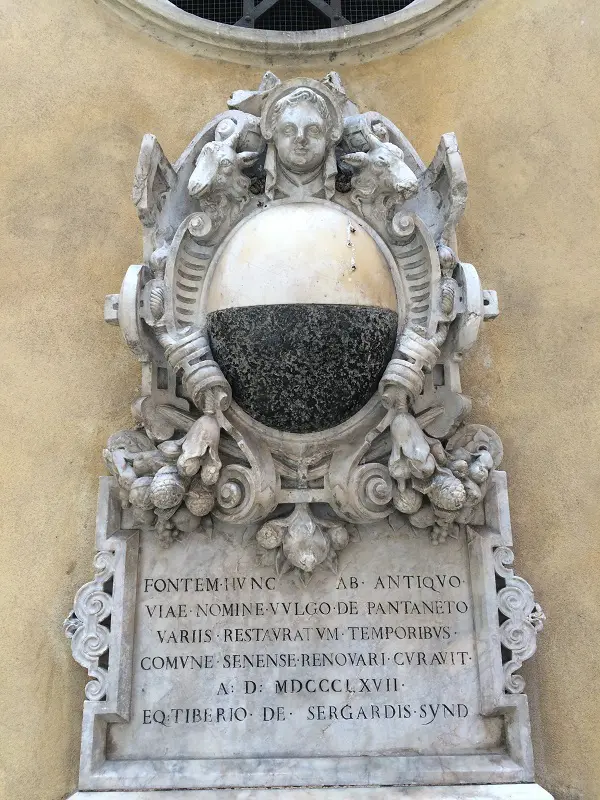 FONTEM·HVNC AB· ANTIQVO·
VIAE· NOMINE·VVLGO·DE PANTANETO
VARIIS·RESTAVRATVM·TEMPORIBVS·
COMVNE·SENENSE·RENOVARI·CVRAVIT·
A: D: MDCCCLXVII·
EQ:TIBERIO·DE· SERGARDIS·SYND